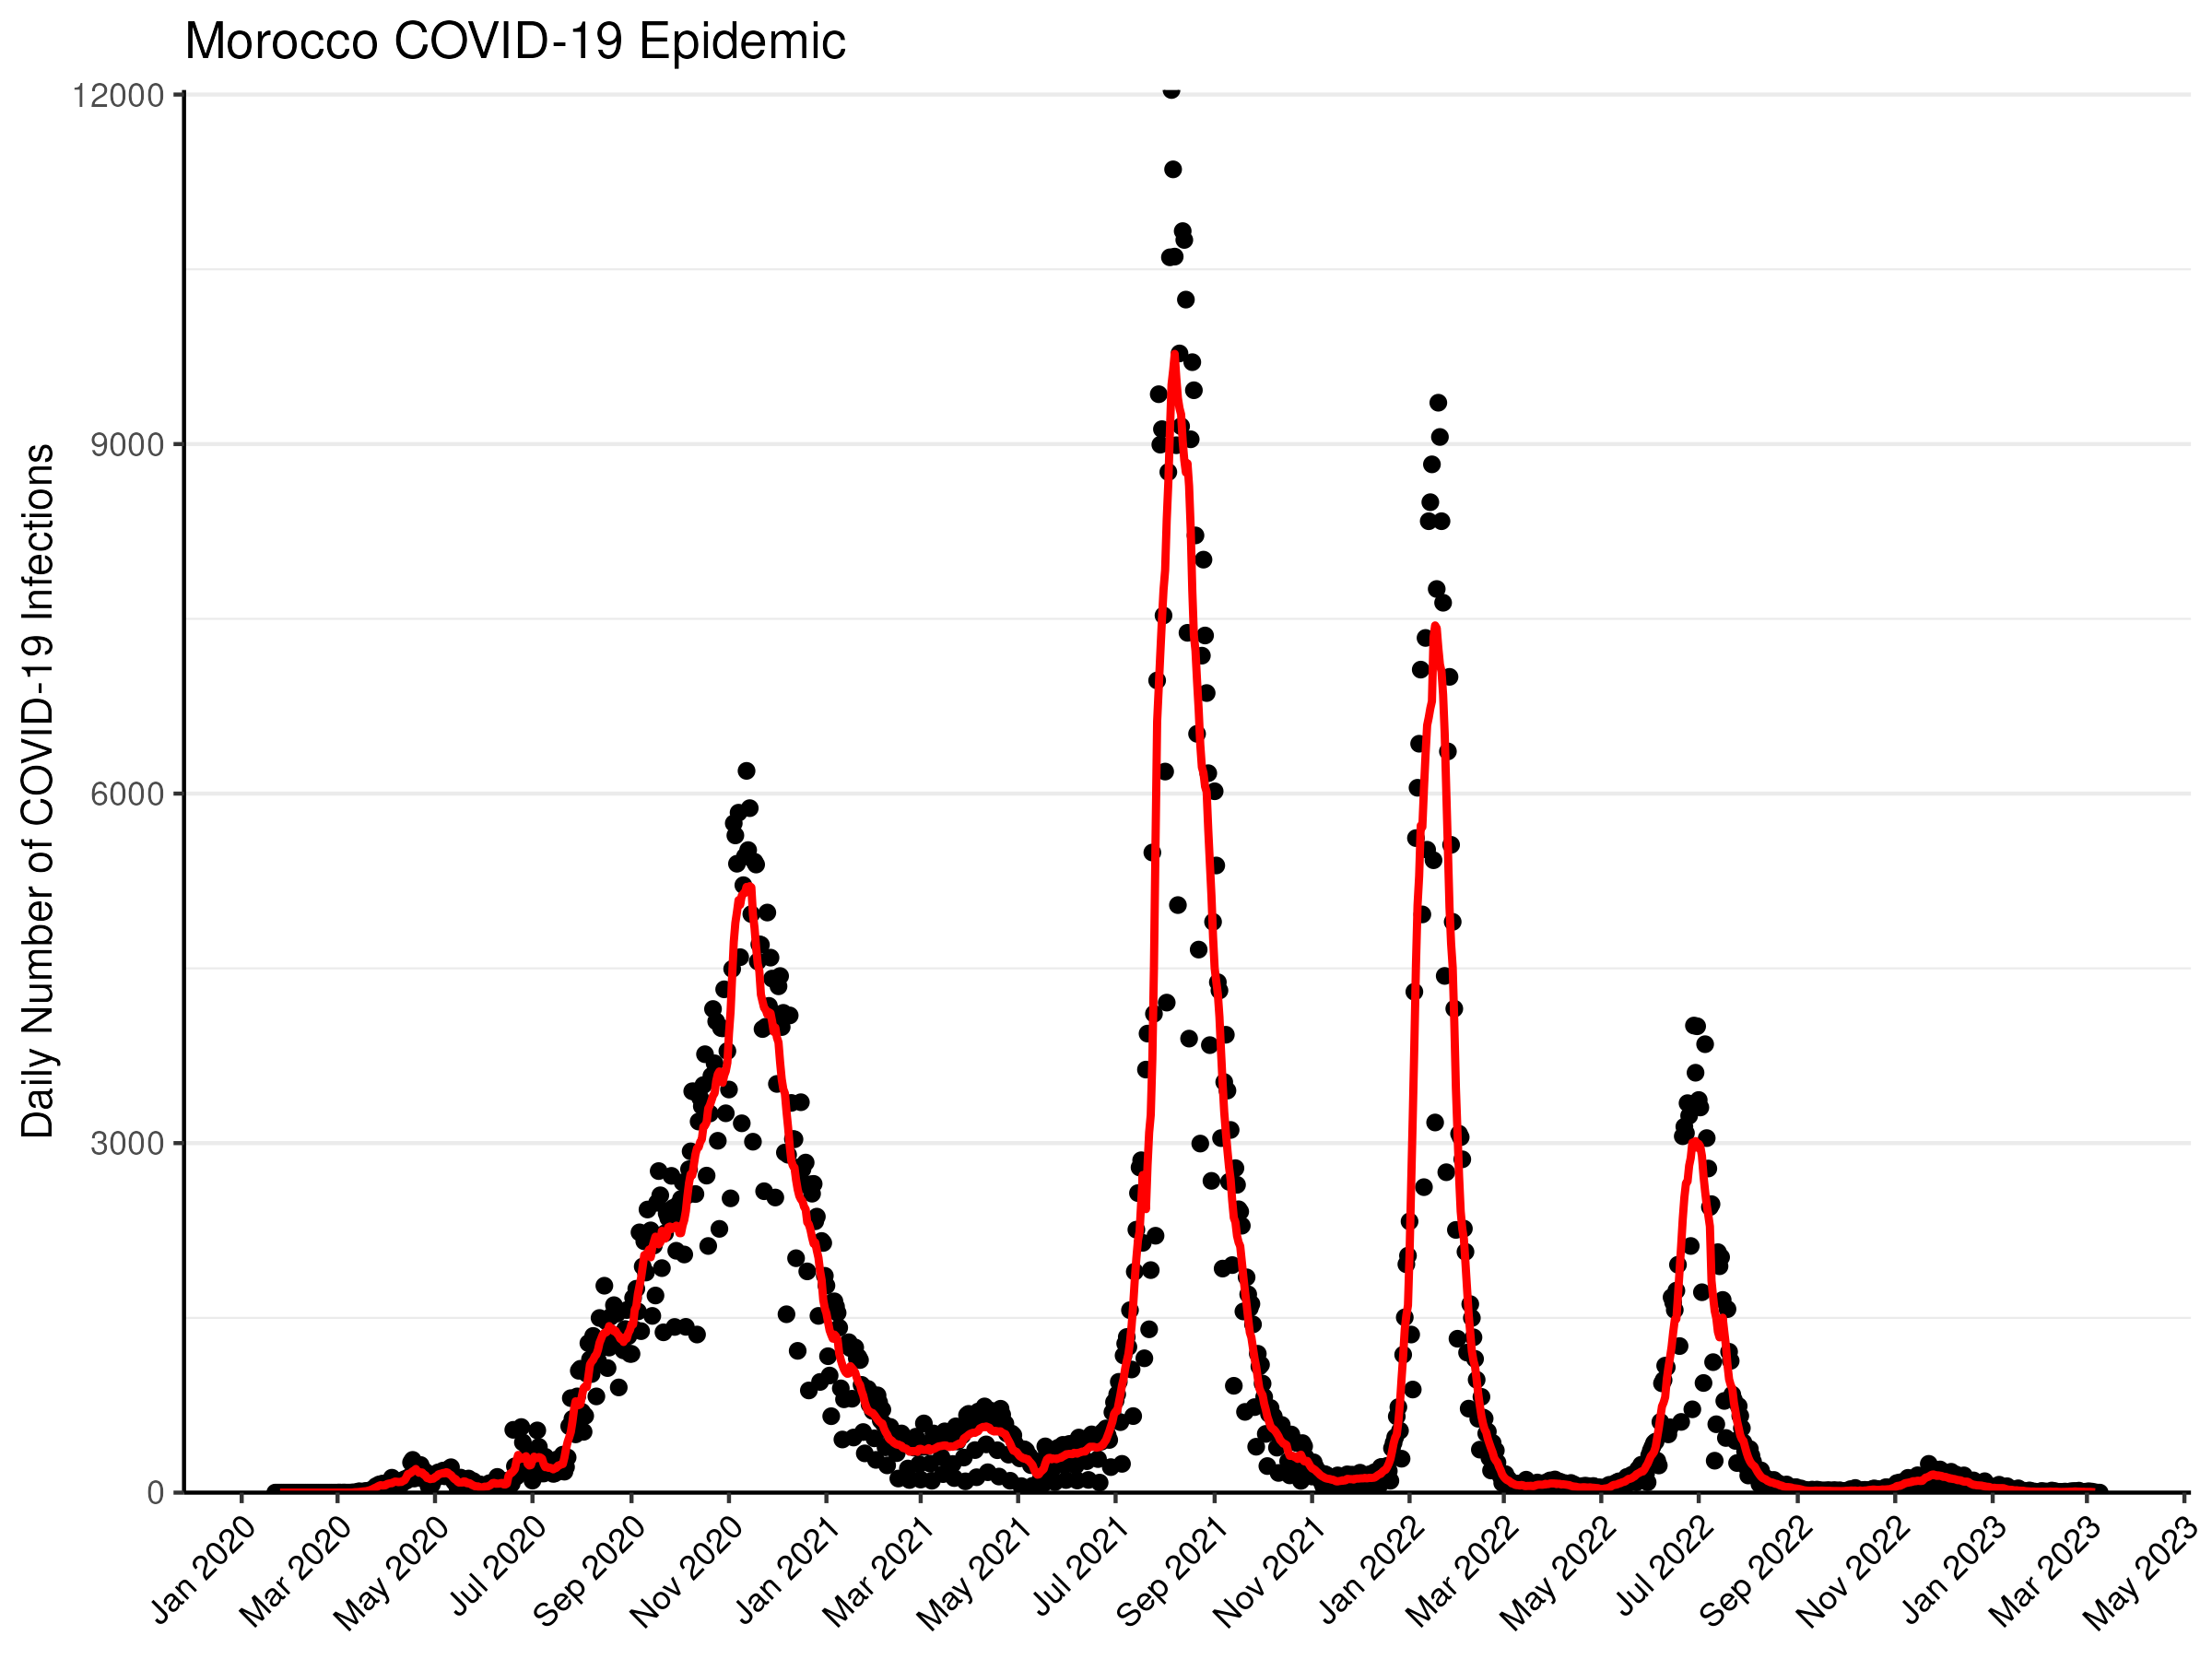 Morocco COVID-19 Epidemic
Daily Number of COVID-19 Infections
12000
9000
6000
3000
0
Jan 2020
Mar 2020
May 2020
Jul 2020
Sep 2020
Nov 2020
Jan 2021
Mar 2021
May 2021
Jul 2021
Sep 2021
Nov 2021
Jan 2022
Mar 2022
May 2022
Jul 2022
Sep 2022
Nov 2022
Jan 2023
Mar 2023
May 2023